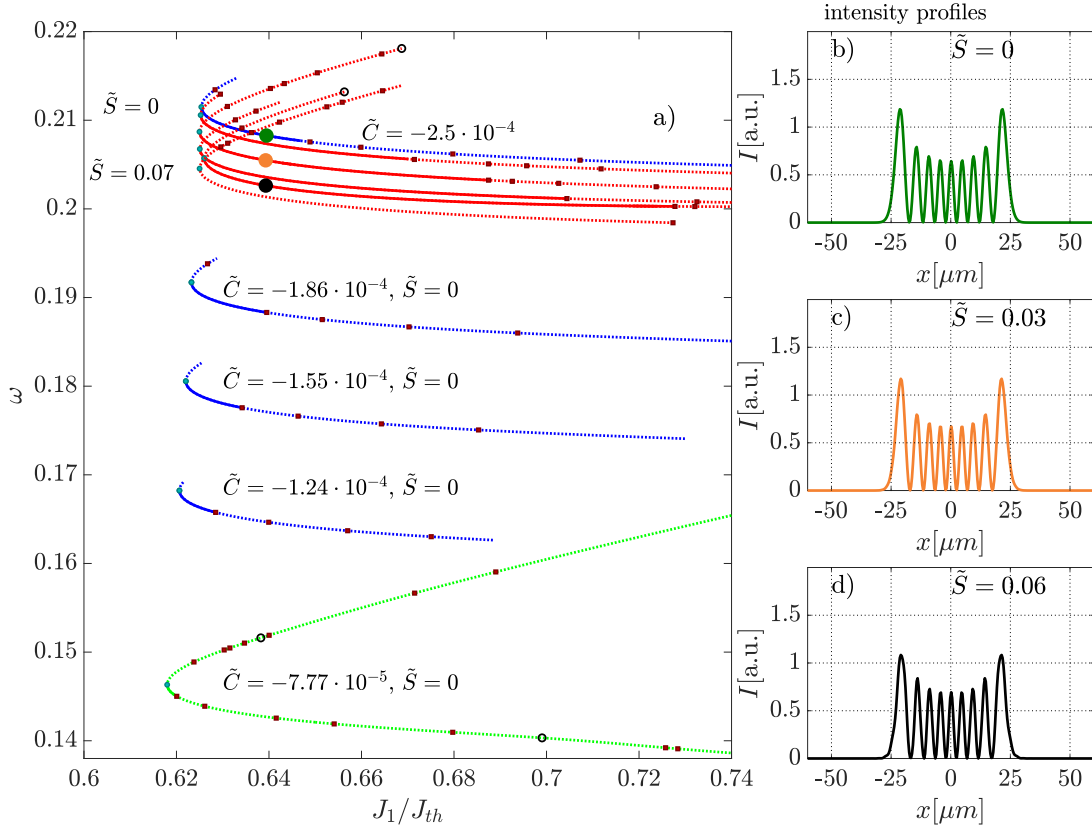 intensity profiles
a)
S̃ = 0
S̃ = 0.07
C̃ = −2.5 · 10⁻⁴
C̃ = −1.86 · 10⁻⁴, S̃ = 0
C̃ = −1.55 · 10⁻⁴, S̃ = 0
C̃ = −1.24 · 10⁻⁴, S̃ = 0
C̃ = −7.77 · 10⁻⁵, S̃ = 0
0.22
0.21
0.2
0.19
0.18
0.17
0.16
0.15
0.14
ω
0.6 0.62 0.64 0.66 0.68 0.7 0.72 0.74
J₁/Jₜₕ
b) S̃ = 0
1.5
1
0.5
0
I[a.u.]
-50 -25 0 25 50
x[μm]
c) S̃ = 0.03
1.5
1
0.5
0
I[a.u.]
-50 -25 0 25 50
x[μm]
d) S̃ = 0.06
1.5
1
0.5
0
I[a.u.]
-50 -25 0 25 50
x[μm]